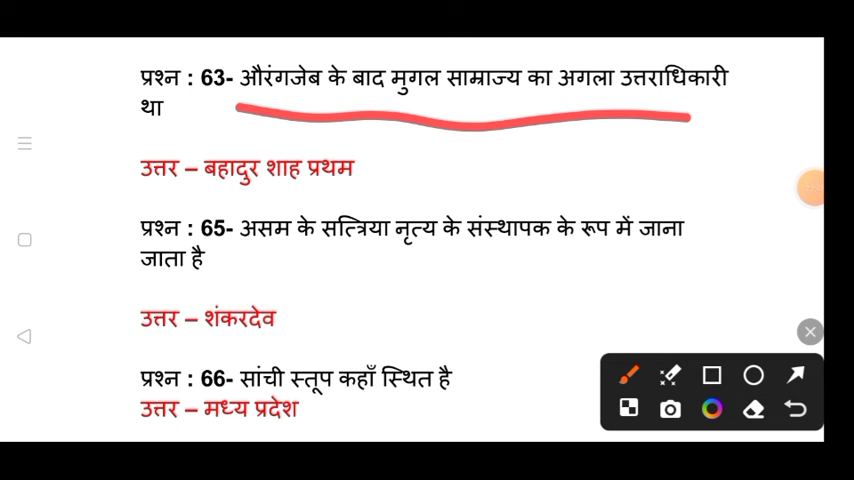 प्रश्न : 63- औरंगजेब के बाद मुगल साम्राज्य का अगला उत्तराधिकारी
था
उत्तर – बहादुर शाह प्रथम
प्रश्न : 65- असम के सत्त्रिया नृत्य के संस्थापक के रूप में जाना
जाता है
उत्तर – शंकरदेव
प्रश्न : 66- सांची स्तूप कहाँ स्थित है
उत्तर – मध्य प्रदेश